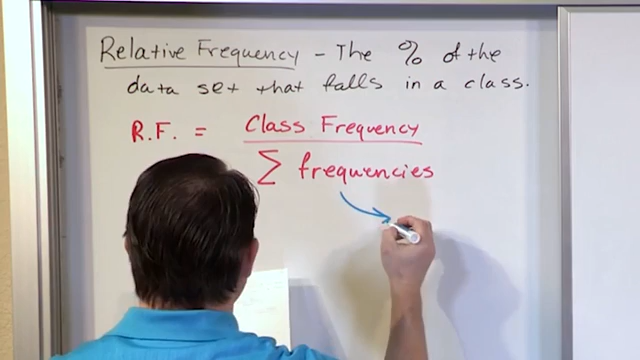 Relative Frequency - The % of the
data set that falls in a class.
R.F. = Class Frequency
Σ frequencies